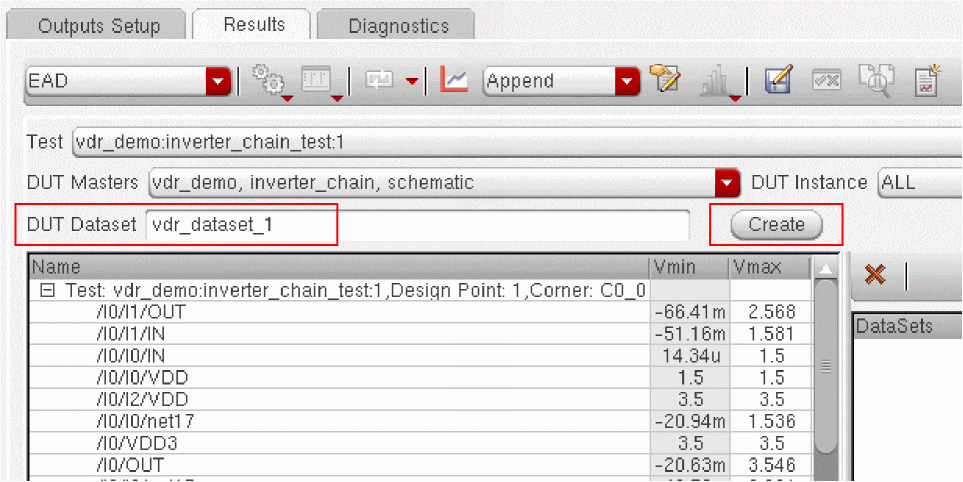 Outputs Setup Results Diagnostics
EAD Append
Test vdr_demo:inverter_chain_test:1
DUT Masters vdr_demo, inverter_chain, schematic DUT Instance ALL
DUT Dataset vdr_dataset_1 Create
Name Vmin Vmax
Test: vdr_demo:inverter_chain_test:1,Design Point: 1,Corner: C0_0
/I0/I1/OUT -66.41m 2.568
/I0/I1/IN -51.16m 1.581
/I0/I0/IN 14.34u 1.5
/I0/I0/VDD 1.5 1.5
/I0/I2/VDD 3.5 3.5
/I0/I0/net17 -20.94m 1.536
/I0/VDD3 3.5 3.5
/I0/OUT -20.63m 3.546
DataSets